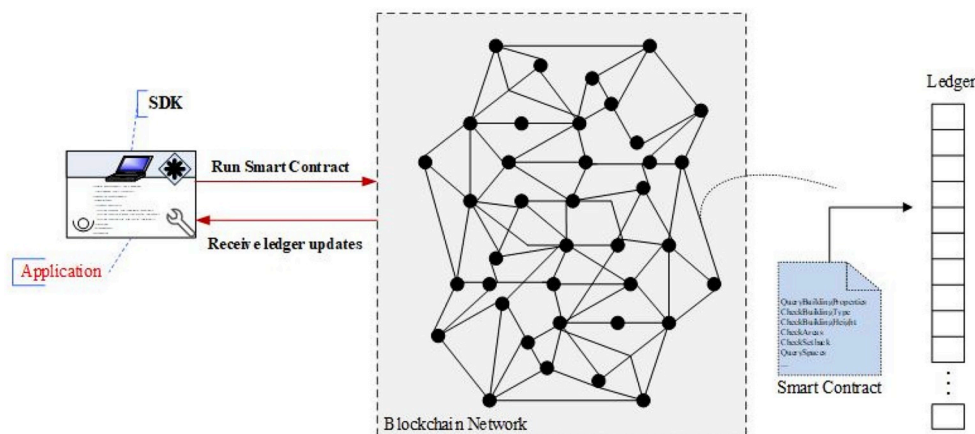 SDK
Run Smart Contract
Receive ledger updates
Application
Blockchain Network
Ledger
QueryBuildingProperties
CheckBuildingType
CheckBuildingHeight
CheckAreas
CheckSetback
QuerySpaces
....
Smart Contract